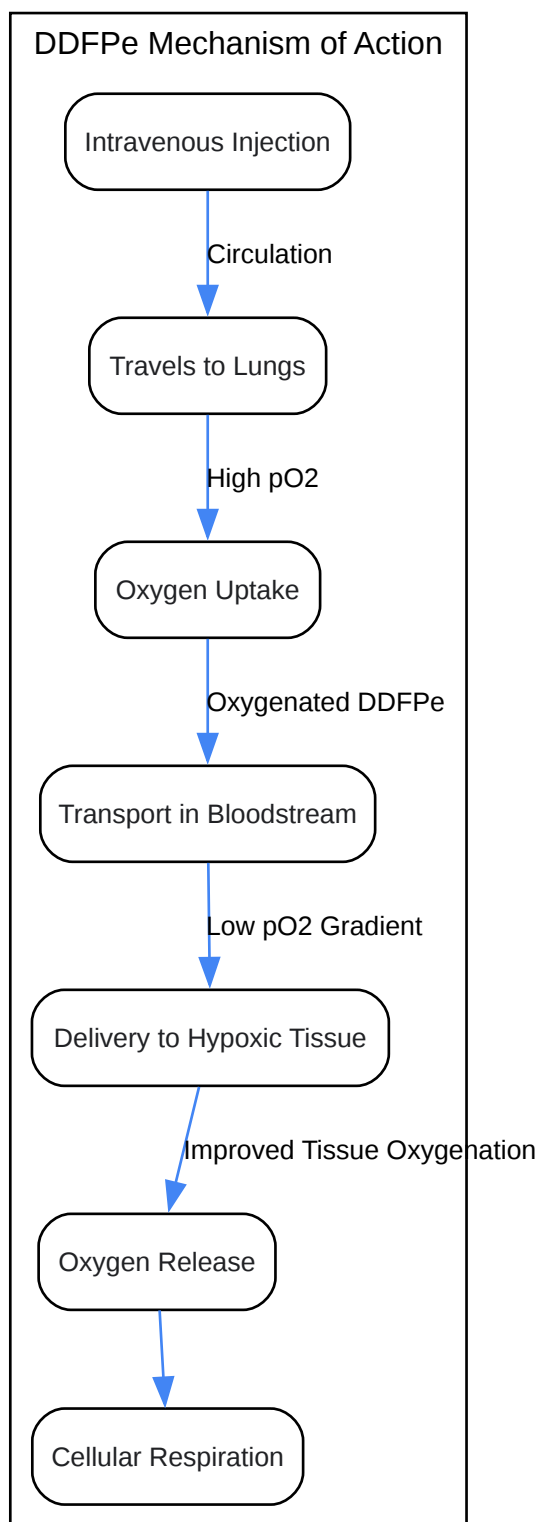 DDFPe Mechanism of Action
Intravenous Injection
Circulation
Travels to Lungs
High pO2
Oxygen Uptake
Oxygenated DDFPe
Transport in Bloodstream
Low pO2 Gradient
Delivery to Hypoxic Tissue
Improved Tissue Oxygenation
Oxygen Release
Cellular Respiration